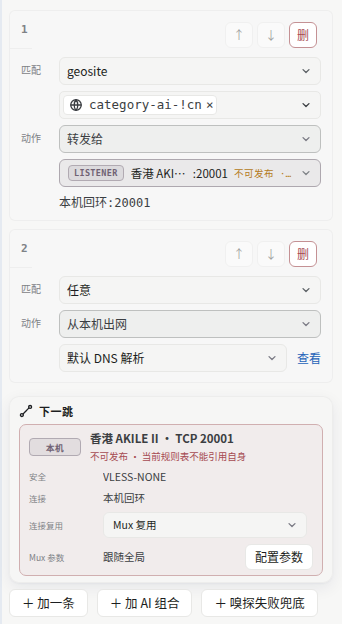 1
↑ ↓ 删
匹配 geosite
category-ai-!cn ×
动作 转发给
LISTENER 香港 AKI… :20001 不可发布 ·…
本机回环:20001
2
↑ ↓ 删
匹配 任意
动作 从本机出网
默认 DNS 解析 查看
下一跳
本机 香港 AKILE II · TCP 20001
不可发布 · 当前规则表不能引用自身
安全 VLESS-NONE
连接 本机回环
连接复用 Mux 复用
Mux 参数 跟随全局 配置参数
+ 加一条 + 加 AI 组合 + 嗅探失败兜底